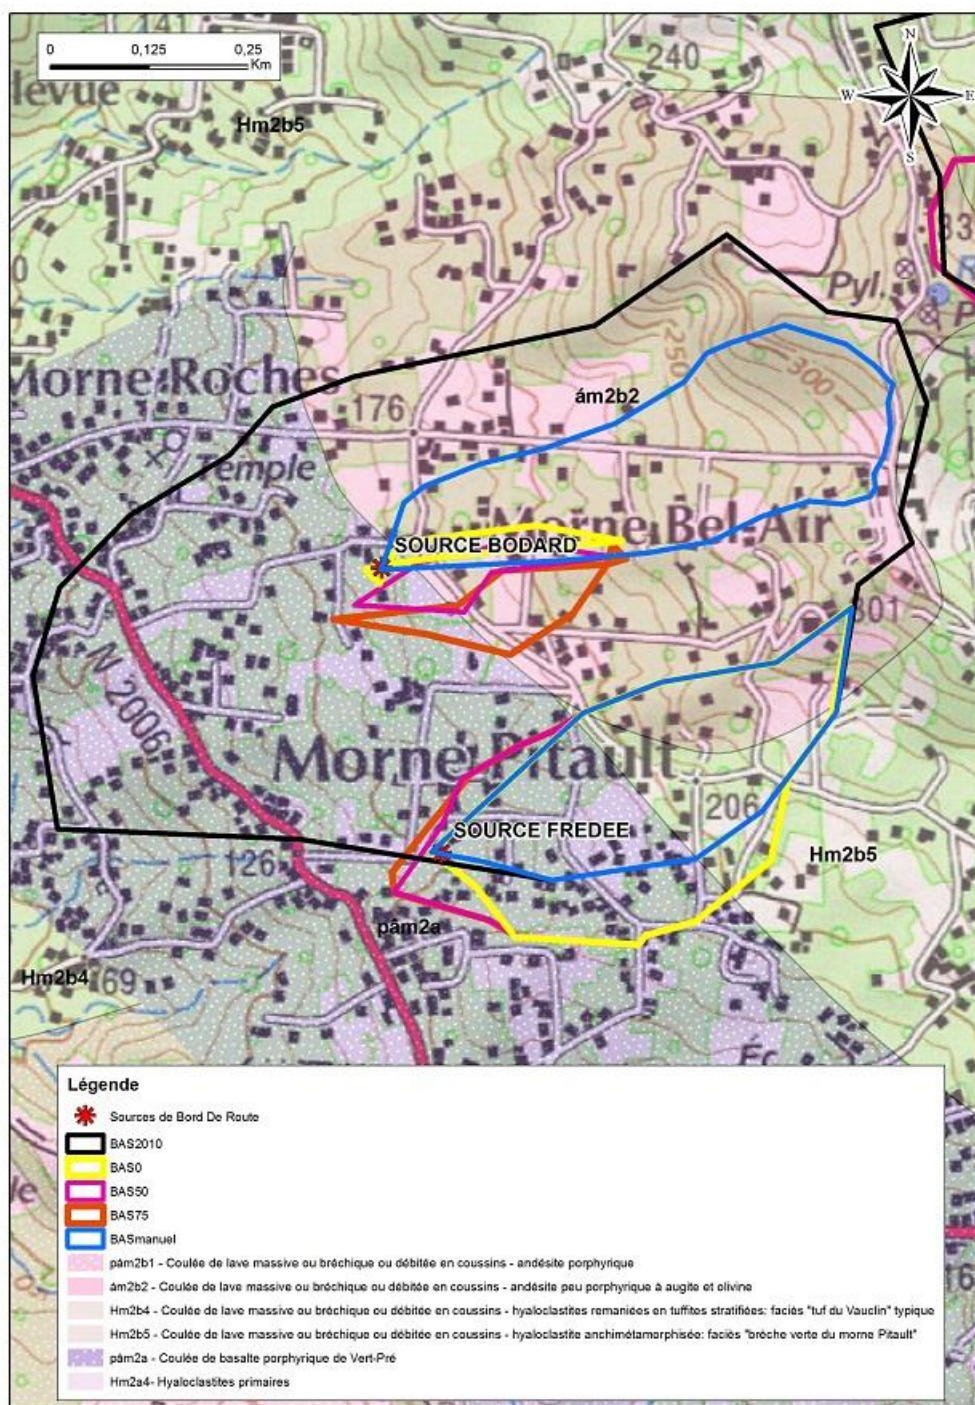 0 0,125 0,25
Km
N
W E
S
240
levue
Hm2b5
33
0
Pyl.
P
Morne Roches
250
300
ám2b2
176
Temple
Morne Bel Air
SOURCE BODARD
301
N 2006
Morne Pitault
206
SOURCE FREDEE
126
Hm2b5
pâm2a
Hm2b4
169
Éc
Légende
Sources de Bord De Route
BAS2010
BAS0
BAS50
BAS75
BASmanuel
pám2b1 - Coulée de lave massive ou bréchique ou débitée en coussins - andésite porphyrique
ám2b2 - Coulée de lave massive ou bréchique ou débitée en coussins - andésite peu porphyrique à augite et olivine
Hm2b4 - Coulée de lave massive ou bréchique ou débitée en coussins - hyaloclastites remaniées en tuffites stratifiées: faciès "tuf du Vauclin" typique
Hm2b5 - Coulée de lave massive ou bréchique ou débitée en coussins - hyaloclastite anchimétamorphisée: faciès "brèche verte du morne Pitault"
pâm2a - Coulée de basalte porphyrique de Vert-Pré
Hm2a4- Hyaloclastites primaires